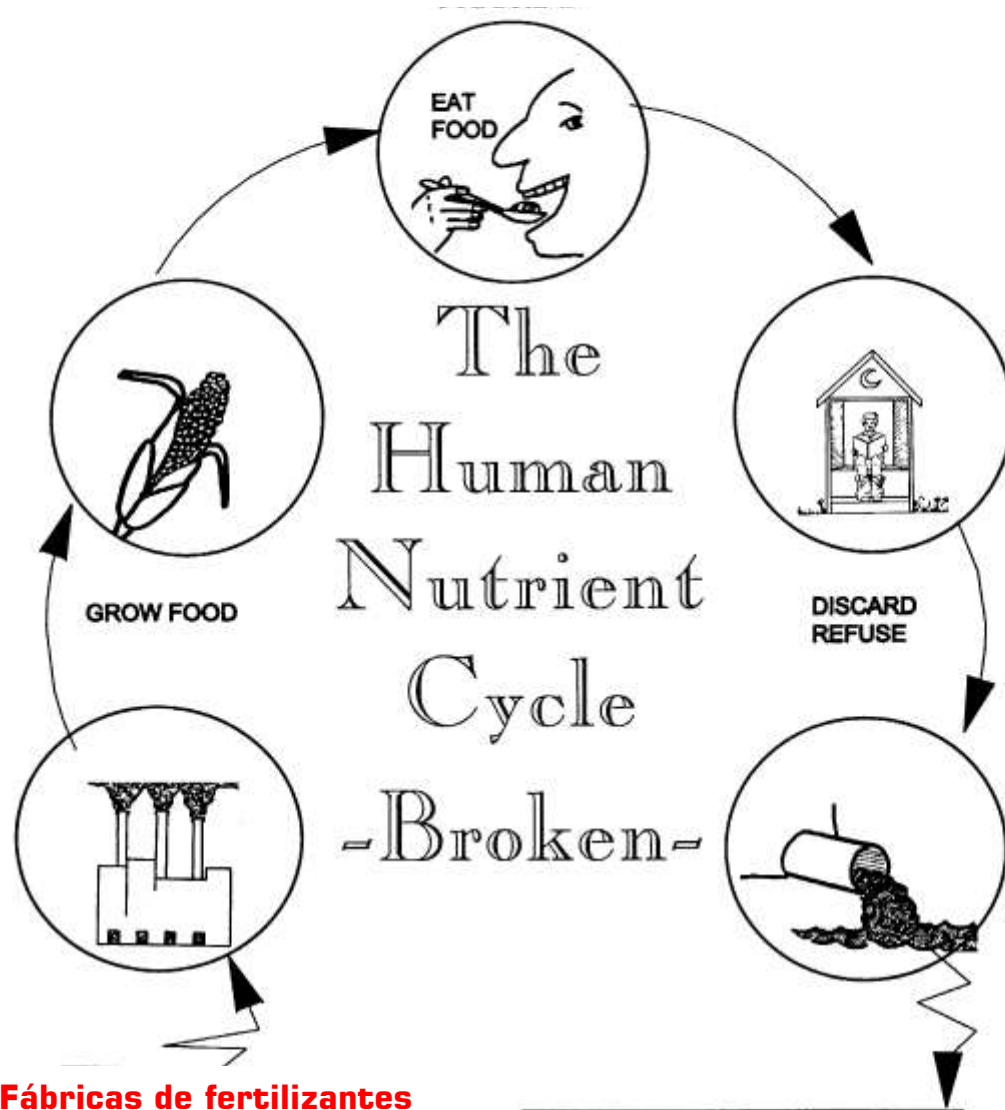 EAT
FOOD
The
Human
Nutrient
Cycle
-Broken-
GROW FOOD
DISCARD
REFUSE
Fábricas de fertilizantes